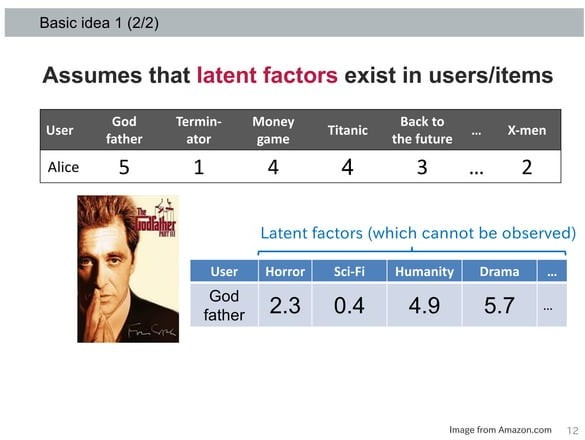 Basic idea 1 (2/2)
Assumes that latent factors exist in users/items
User God father Termin-ator Money game Titanic Back to the future … X-men
Alice 5 1 4 4 3 … 2
The
Godfather
PART III
Latent factors (which cannot be observed)
User Horror Sci-Fi Humanity Drama …
God father 2.3 0.4 4.9 5.7 …
Image from Amazon.com 12